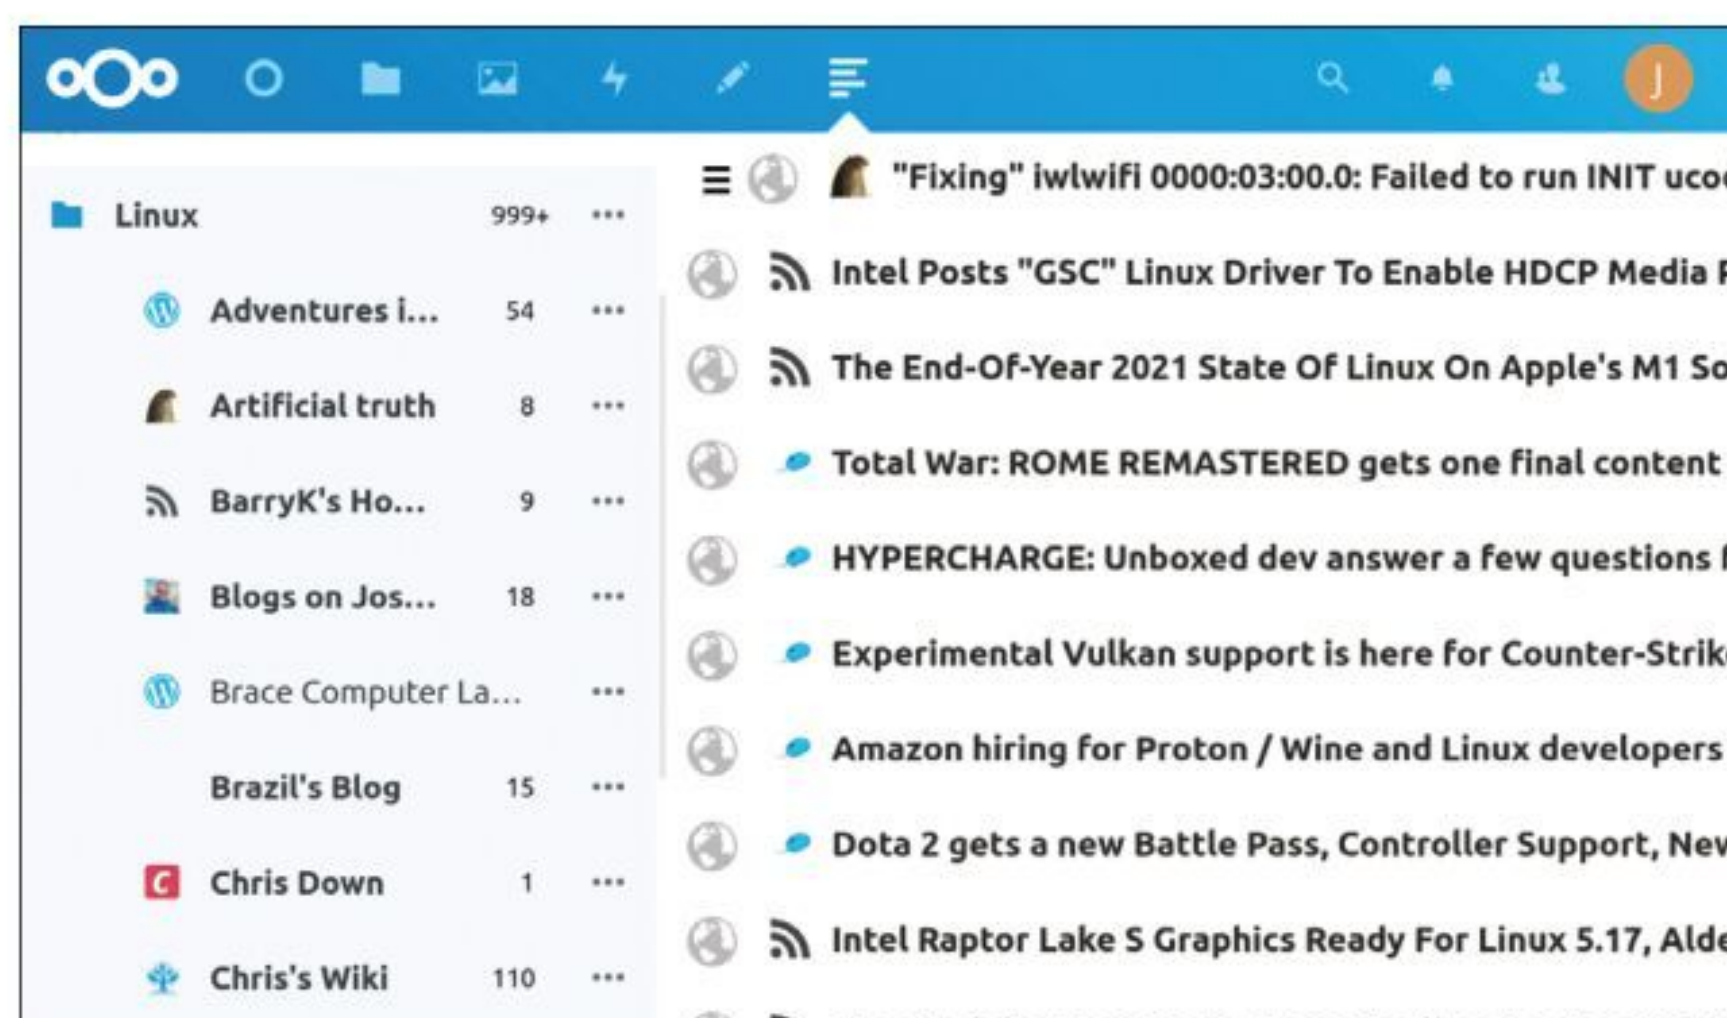 J
Linux 999+
Adventures i... 54
Artificial truth 8
BarryK's Ho... 9
Blogs on Jos... 18
Brace Computer La...
Brazil's Blog 15
C Chris Down 1
Chris's Wiki 110
"Fixing" iwlwifi 0000:03:00.0: Failed to run INIT uco
Intel Posts "GSC" Linux Driver To Enable HDCP Media
The End-Of-Year 2021 State Of Linux On Apple's M1 So
Total War: ROME REMASTERED gets one final content
HYPERCHARGE: Unboxed dev answer a few questions
Experimental Vulkan support is here for Counter-Strik
Amazon hiring for Proton / Wine and Linux developers
Dota 2 gets a new Battle Pass, Controller Support, New
Intel Raptor Lake S Graphics Ready For Linux 5.17, Alde